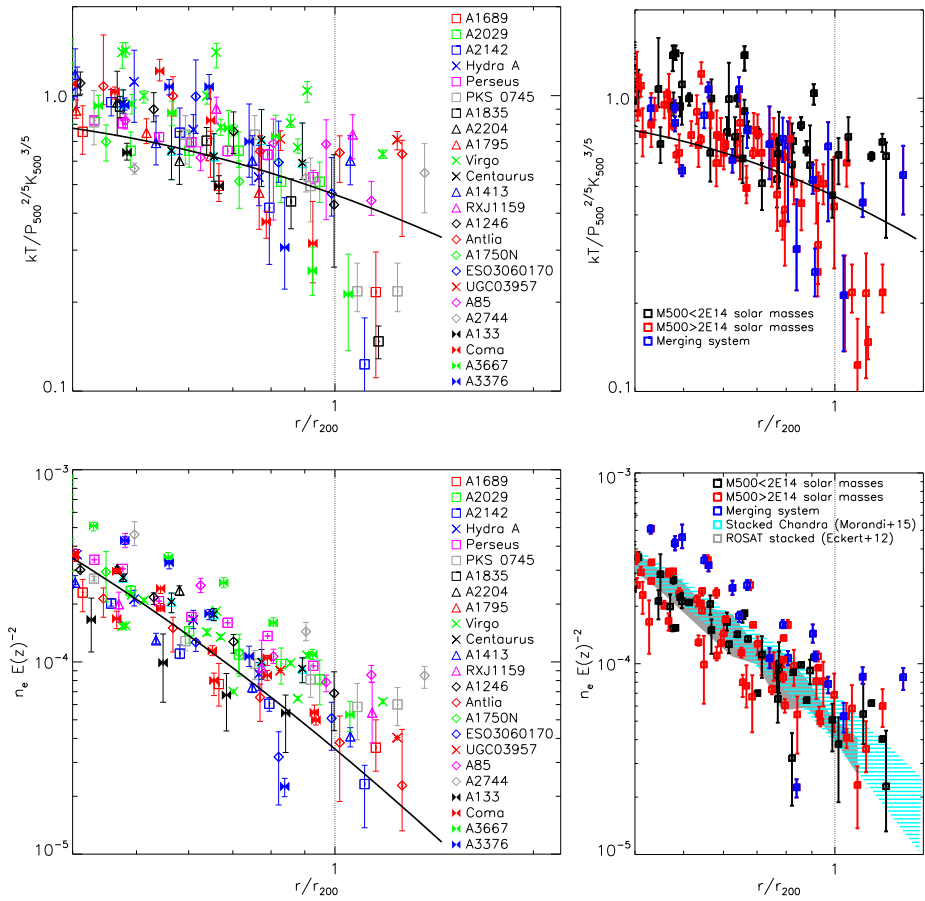 kT/P500^2/5K500^3/5
1.0
0.1
1
r/r200
A1689
A2029
A2142
Hydra A
Perseus
PKS 0745
A1835
A2204
A1795
Virgo
Centaurus
A1413
RXJ1159
A1246
Antlia
A1750N
ESO3060170
UGC03957
A85
A2744
A133
Coma
A3667
A3376
kT/P500^2/5K500^3/5
1.0
0.1
1
r/r200
M500<2E14 solar masses
M500>2E14 solar masses
Merging system
ne E(z)^-2
10^-3
10^-4
10^-5
1
r/r200
A1689
A2029
A2142
Hydra A
Perseus
PKS 0745
A1835
A2204
A1795
Virgo
Centaurus
A1413
RXJ1159
A1246
Antlia
A1750N
ESO3060170
UGC03957
A85
A2744
A133
Coma
A3667
A3376
ne E(z)^-2
10^-2
10^-3
10^-4
10^-5
1
r/r200
M500<2E14 solar masses
M500>2E14 solar masses
Merging system
Stacked Chandra (Morandi+15)
ROSAT stacked (Eckert+12)